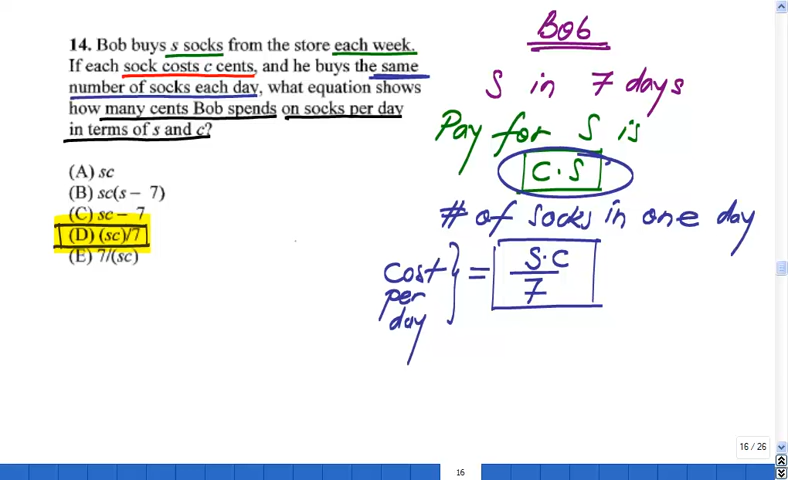 14. Bob buys s socks from the store each week.
If each sock costs c cents, and he buys the same
number of socks each day, what equation shows
how many cents Bob spends on socks per day
in terms of s and c?
(A) sc
(B) sc(s − 7)
(C) sc − 7
(D) (sc)/7
(E) 7/(sc)
Bob
S in 7 days
Pay for S is
C · S
# of socks in one day
cost per day } = S·C / 7
16 / 26
16